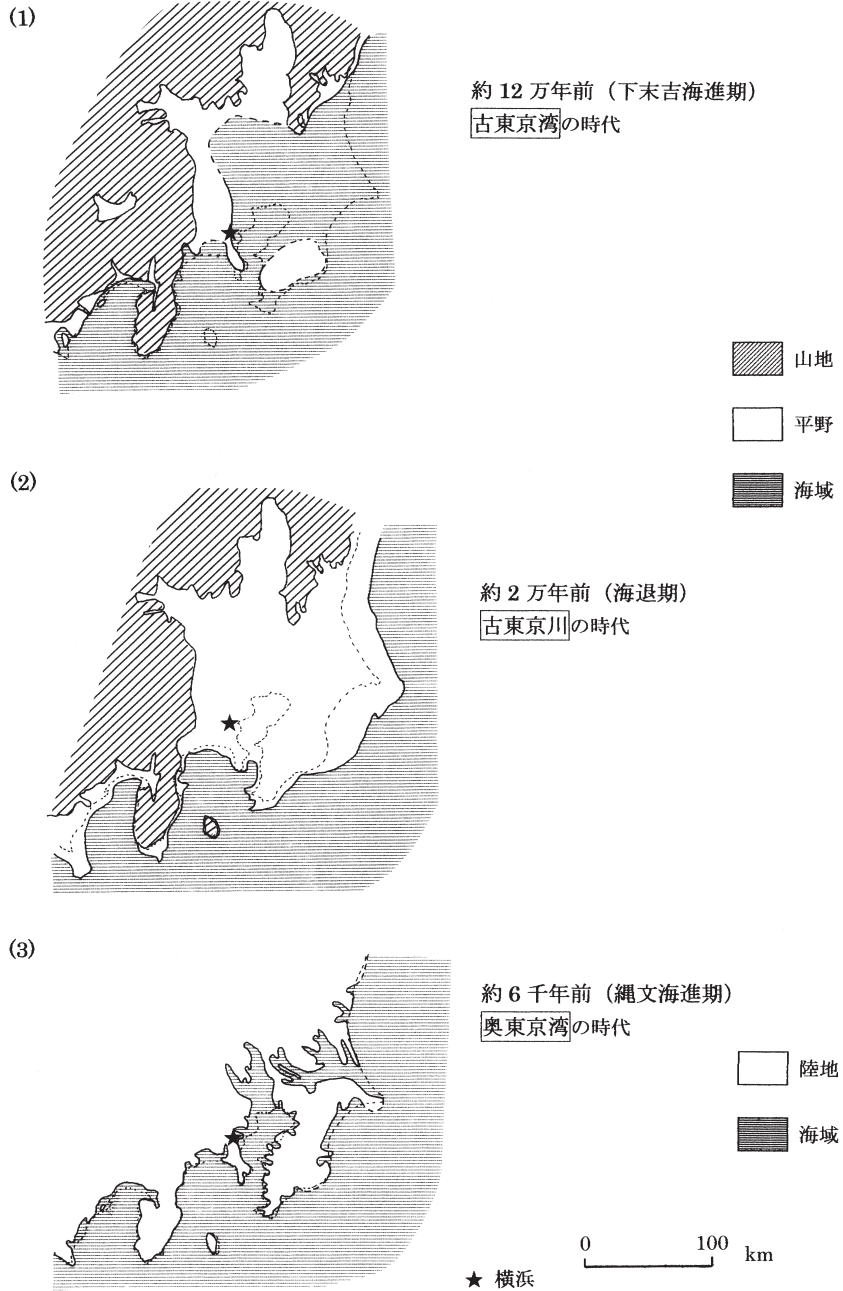 (1)
約12万年前（下末吉海進期）
古東京湾の時代
山地
平野
海域
(2)
約2万年前（海退期）
古東京川の時代
(3)
約6千年前（縄文海進期）
奥東京湾の時代
陸地
海域
0 100 km
★ 横浜